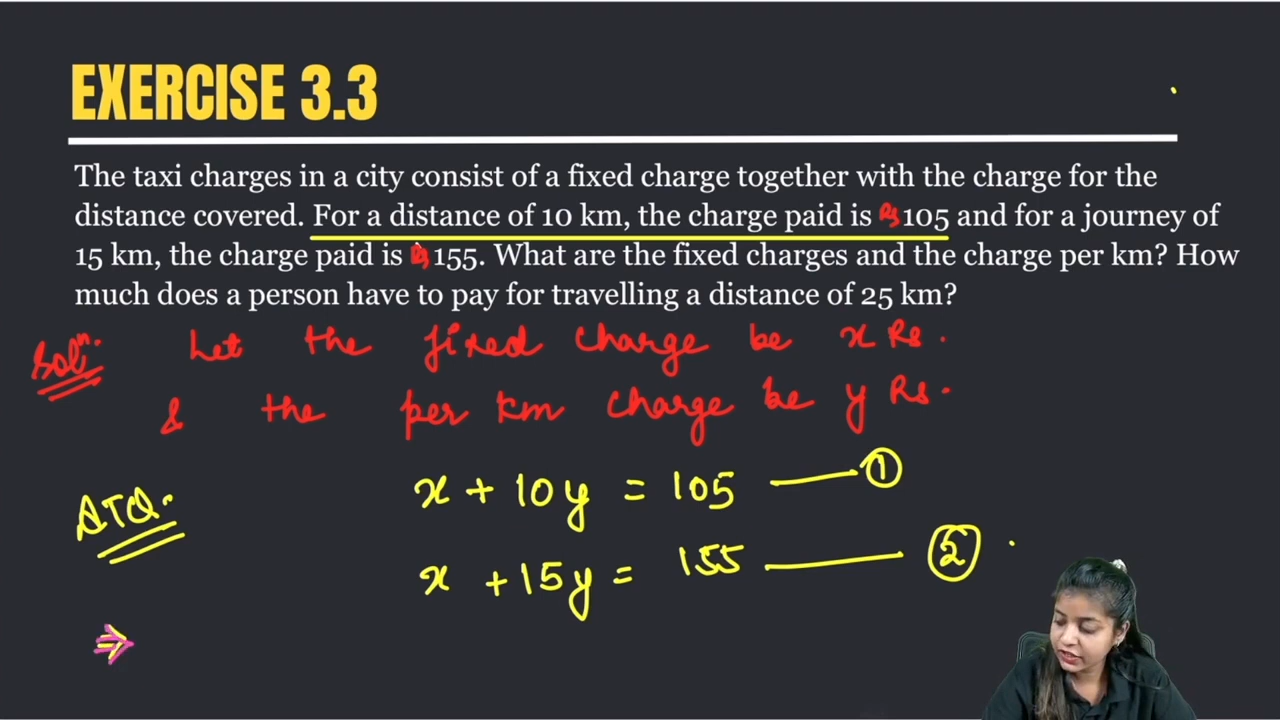 EXERCISE 3.3
The taxi charges in a city consist of a fixed charge together with the charge for the
distance covered. For a distance of 10 km, the charge paid is Rs 105 and for a journey of
15 km, the charge paid is Rs 155. What are the fixed charges and the charge per km? How
much does a person have to pay for travelling a distance of 25 km?
Solⁿ. Let the fixed charge be x Rs.
& the per km charge be y Rs.
x + 10y = 105 —— ①
ATQ.
x + 15y = 155 —— ②
⇒